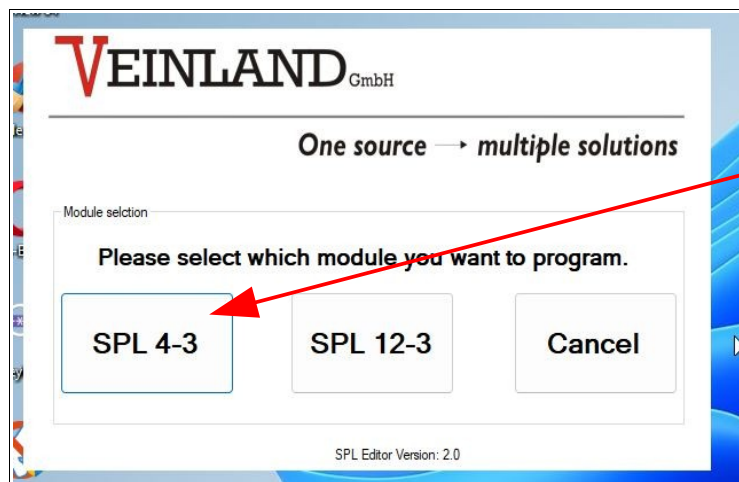 VEINLAND GmbH
One source → multiple solutions
Module selction
Please select which module you want to program.
SPL 4-3
SPL 12-3
Cancel
SPL Editor Version: 2.0